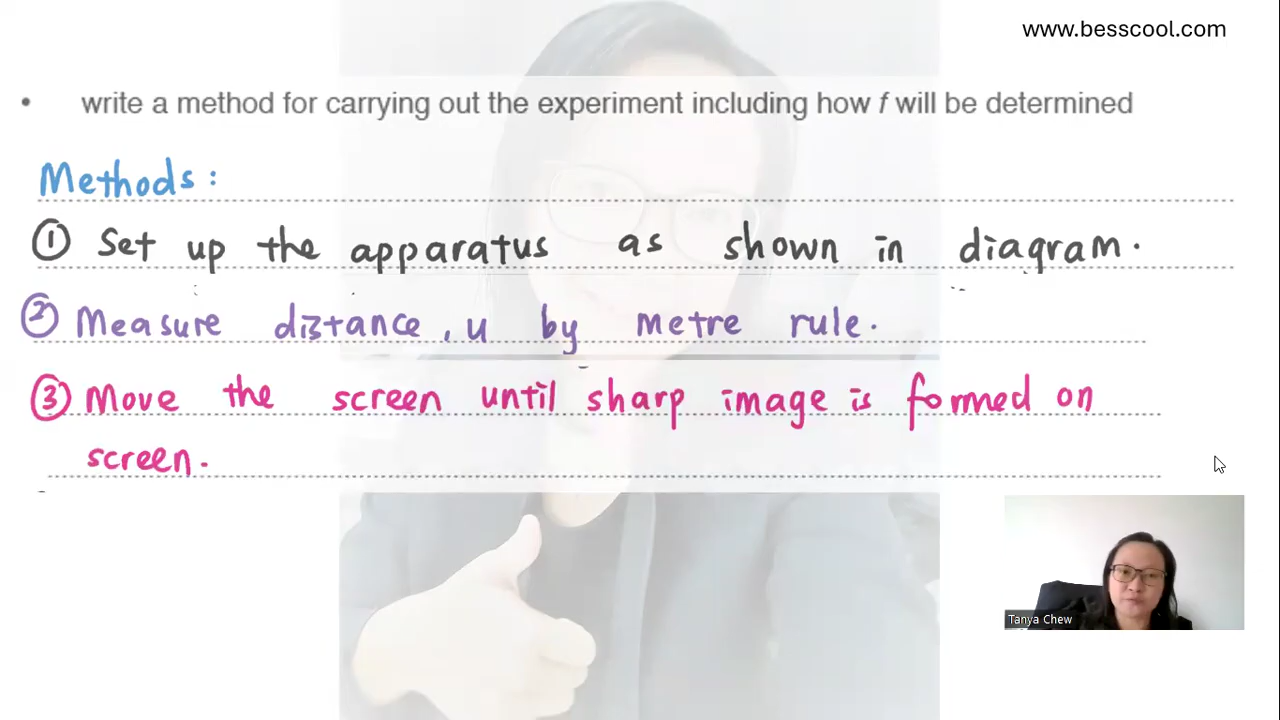 www.besscool.com
• write a method for carrying out the experiment including how f will be determined
Methods:
① Set up the apparatus as shown in diagram.
② Measure distance, u by metre rule.
③ Move the screen until sharp image is formed on
screen.
Tanya Chew